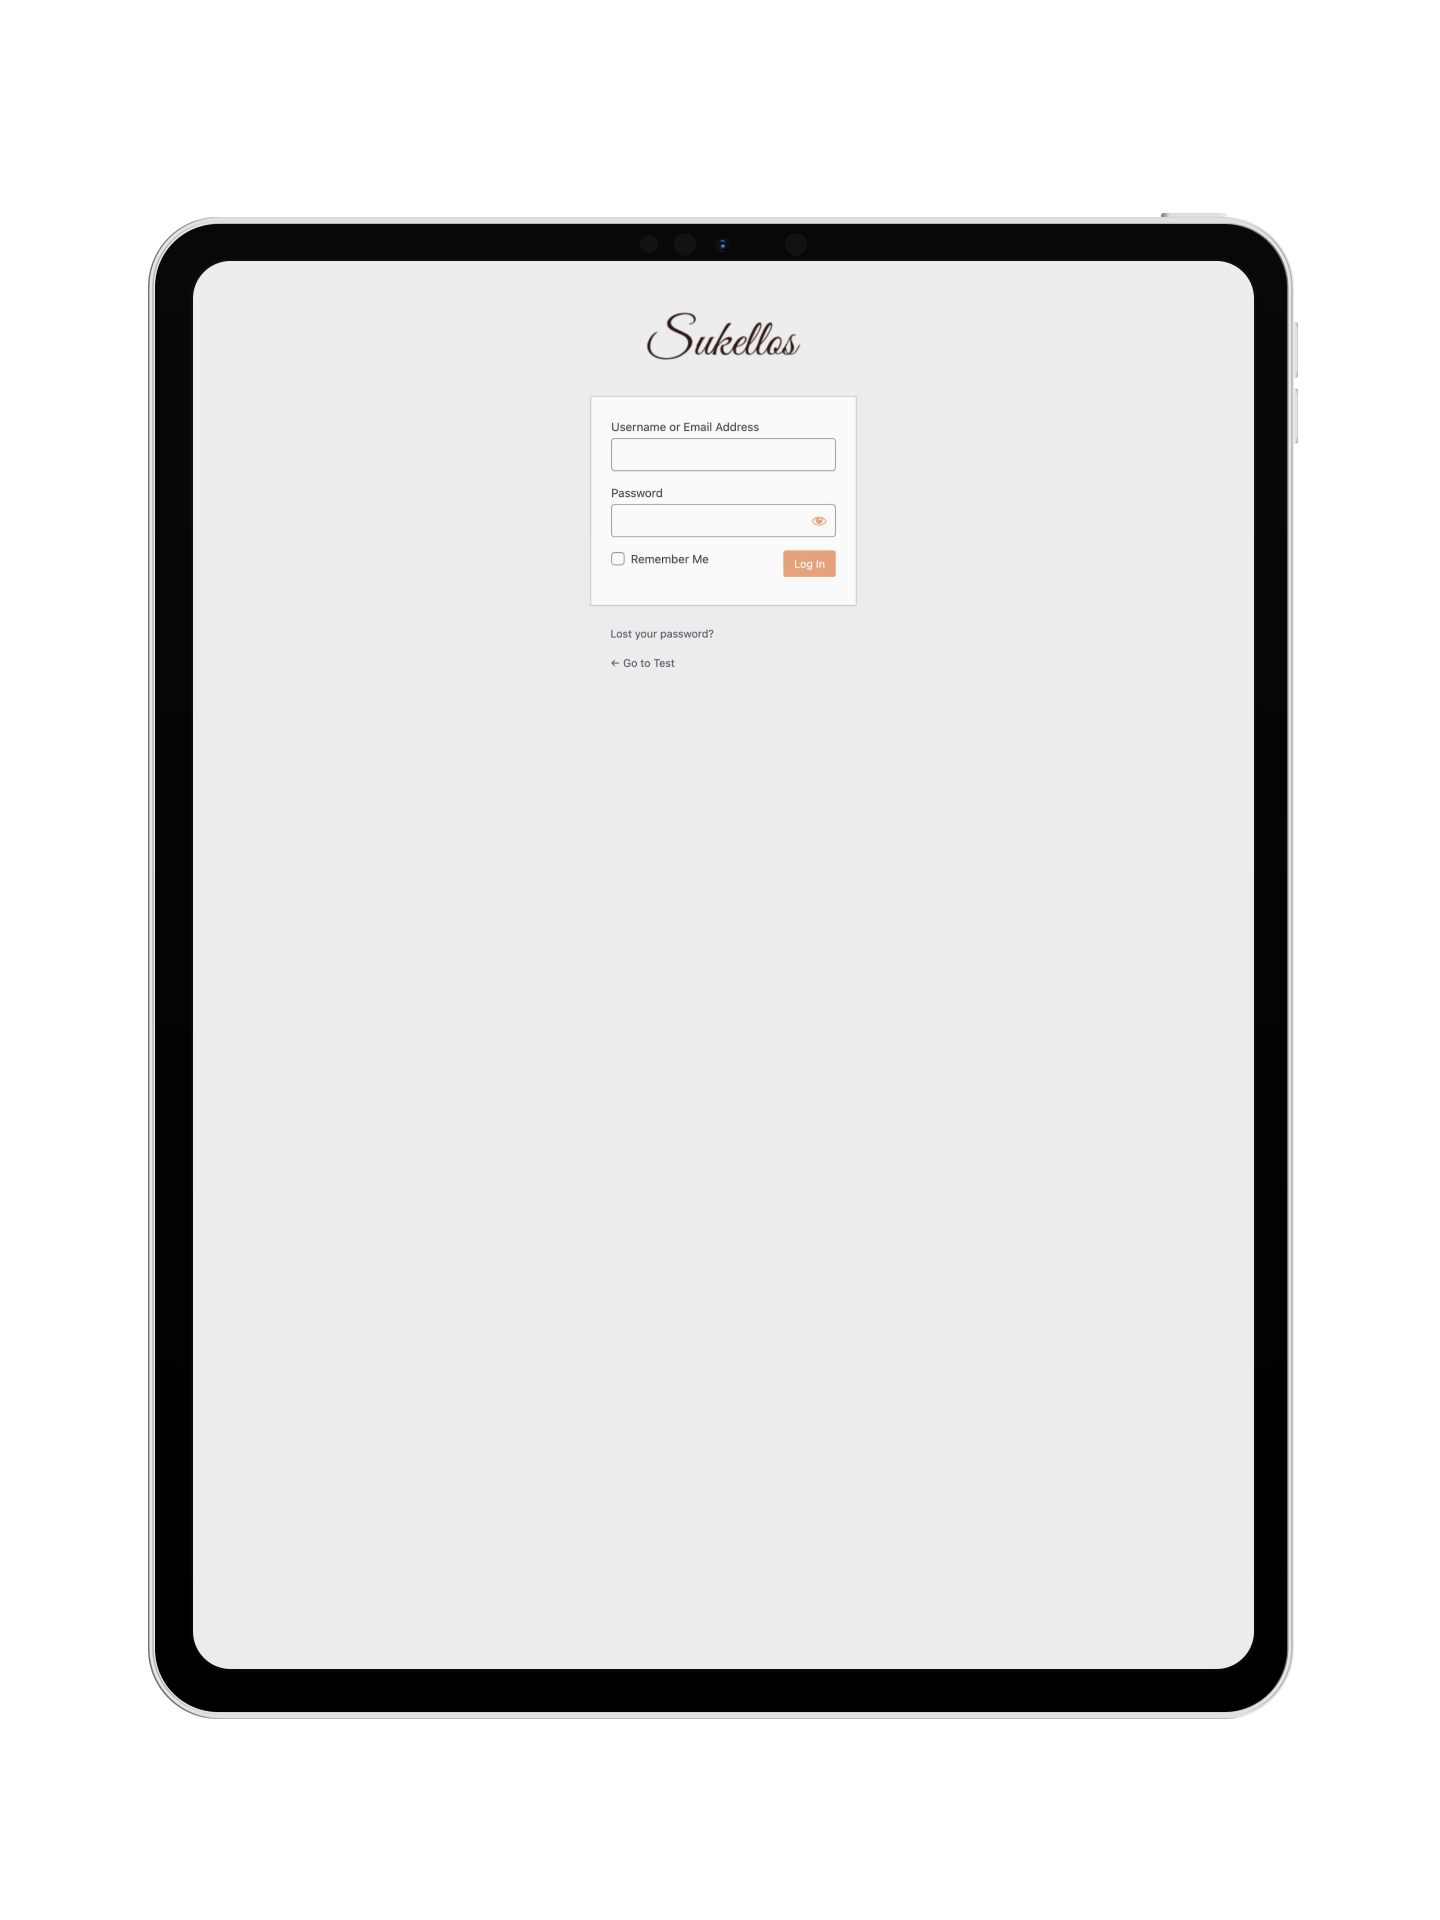 Sukellos
Username or Email Address
Password
Remember Me
Log In
Lost your password?
← Go to Test